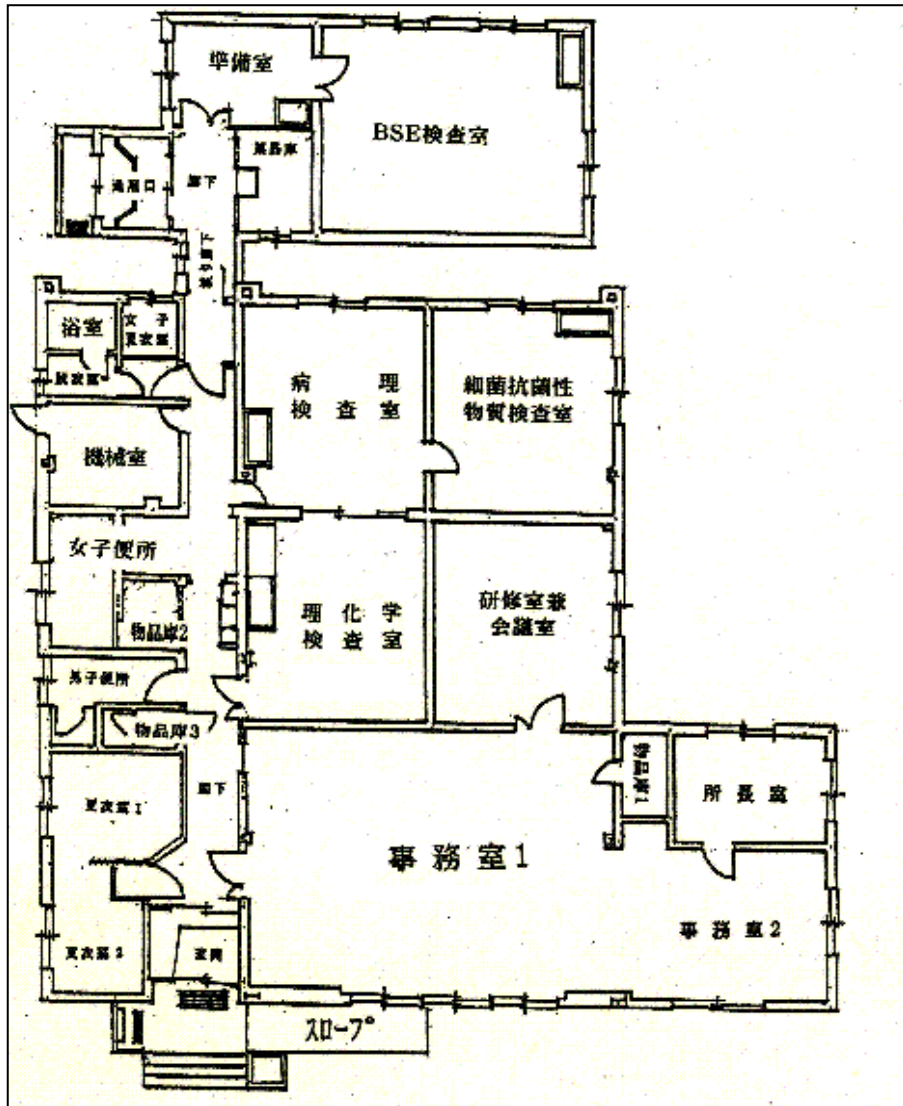 準備室
BSE検査室
薬品庫
廊下
浴室
女子
更衣室
脱衣室
病理
検査室
細菌抗菌性
物質検査室
機械室
女子便所
物品庫2
理化学
検査室
研修室兼
会議室
男子便所
物品庫3
物品庫1
所長室
更衣室1
廊下
事務室1
事務室2
更衣室2
玄関
スロープ